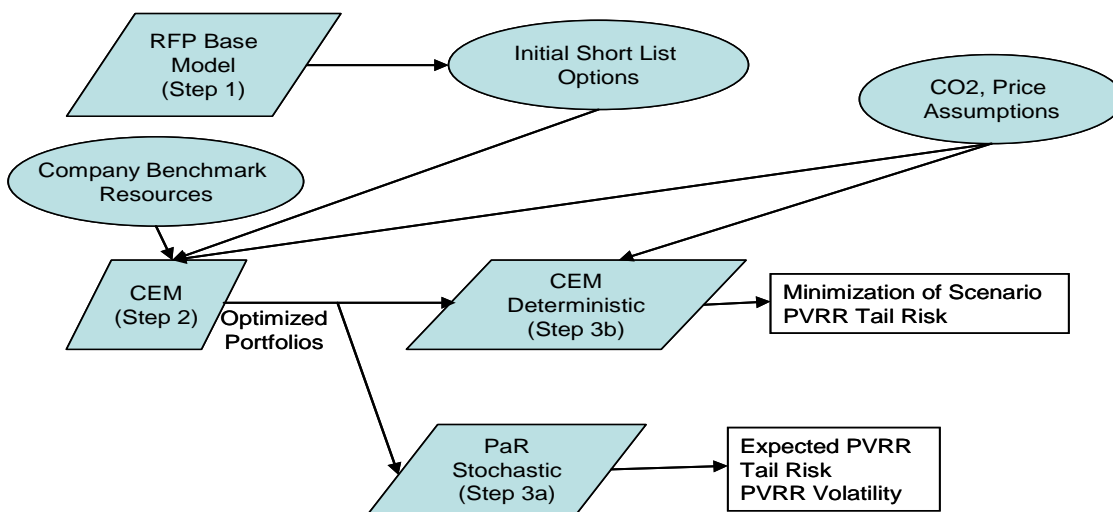 RFP Base
Model
(Step 1)
Initial Short List
Options
CO2, Price
Assumptions
Company Benchmark
Resources
CEM
(Step 2)
Optimized
Portfolios
CEM
Deterministic
(Step 3b)
Minimization of Scenario
PVRR Tail Risk
PaR
Stochastic
(Step 3a)
Expected PVRR
Tail Risk
PVRR Volatility